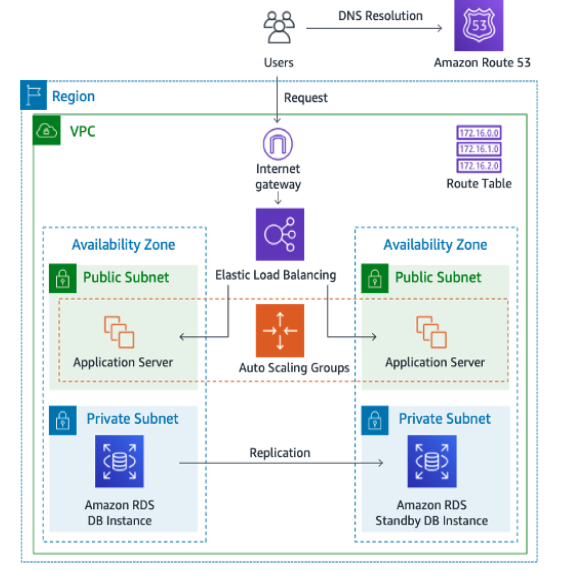 DNS Resolution
53
Users
Amazon Route 53
Region
Request
VPC
172.16.0.0
172.16.1.0
172.16.2.0
Internet
gateway
Route Table
Availability Zone
Availability Zone
Public Subnet
Elastic Load Balancing
Public Subnet
Application Server
Auto Scaling Groups
Application Server
Private Subnet
Private Subnet
Replication
Amazon RDS
DB Instance
Amazon RDS
Standby DB Instance